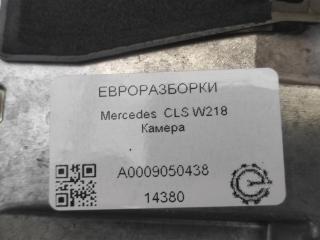 ЕВРОРАЗБОРКИ
Mercedes CLS W218
Камера
A0009050438
14380